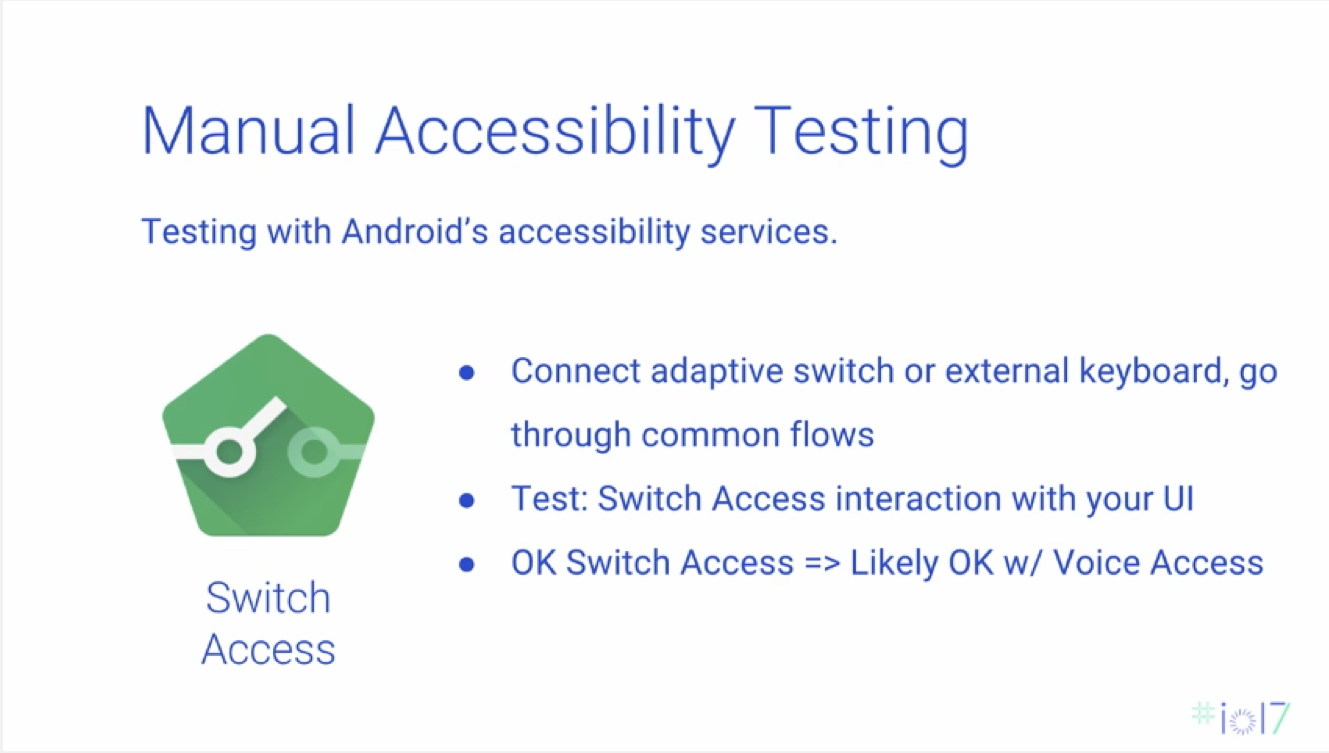 Manual Accessibility Testing
Testing with Android's accessibility services.
● Connect adaptive switch or external keyboard, go
through common flows
● Test: Switch Access interaction with your UI
● OK Switch Access => Likely OK w/ Voice Access
Switch
Access
#io17